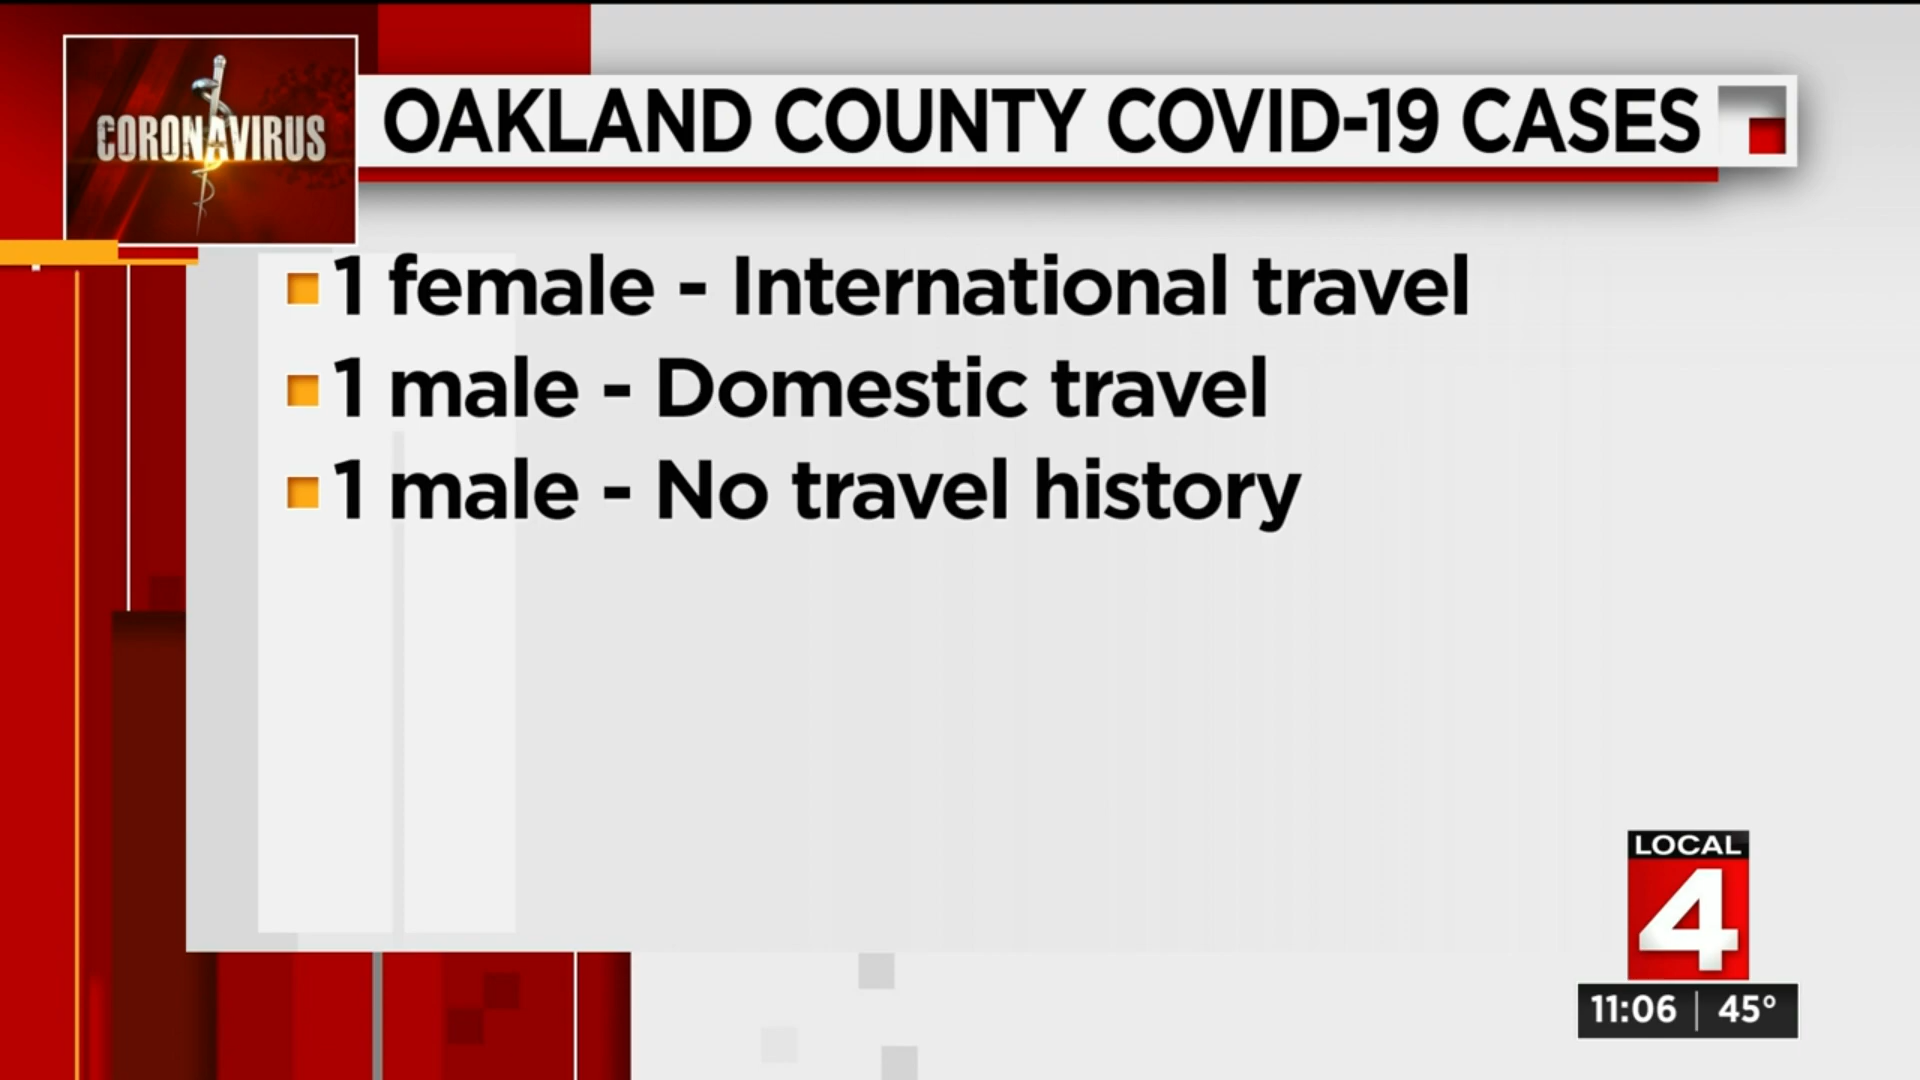 CORONAVIRUS
OAKLAND COUNTY COVID-19 CASES
1 female - International travel
1 male - Domestic travel
1 male - No travel history
LOCAL
4
11:06 | 45°